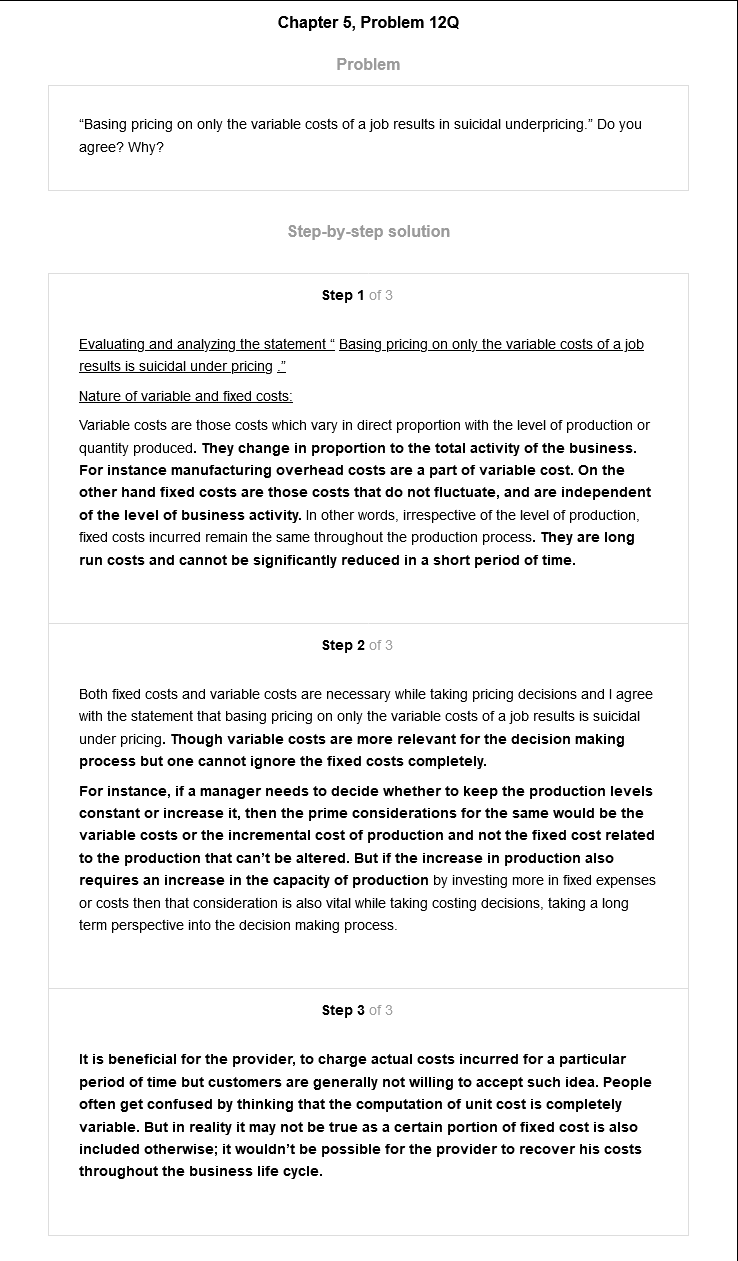 Chapter 5, Problem 12Q
Problem
“Basing pricing on only the variable costs of a job results in suicidal underpricing.” Do you
agree? Why?
Step-by-step solution
Step 1 of 3
Evaluating and analyzing the statement “ Basing pricing on only the variable costs of a job
results is suicidal under pricing .”
Nature of variable and fixed costs:
Variable costs are those costs which vary in direct proportion with the level of production or
quantity produced. They change in proportion to the total activity of the business.
For instance manufacturing overhead costs are a part of variable cost. On the
other hand fixed costs are those costs that do not fluctuate, and are independent
of the level of business activity. In other words, irrespective of the level of production,
fixed costs incurred remain the same throughout the production process. They are long
run costs and cannot be significantly reduced in a short period of time.
Step 2 of 3
Both fixed costs and variable costs are necessary while taking pricing decisions and I agree
with the statement that basing pricing on only the variable costs of a job results is suicidal
under pricing. Though variable costs are more relevant for the decision making
process but one cannot ignore the fixed costs completely.
For instance, if a manager needs to decide whether to keep the production levels
constant or increase it, then the prime considerations for the same would be the
variable costs or the incremental cost of production and not the fixed cost related
to the production that can’t be altered. But if the increase in production also
requires an increase in the capacity of production by investing more in fixed expenses
or costs then that consideration is also vital while taking costing decisions, taking a long
term perspective into the decision making process.
Step 3 of 3
It is beneficial for the provider, to charge actual costs incurred for a particular
period of time but customers are generally not willing to accept such idea. People
often get confused by thinking that the computation of unit cost is completely
variable. But in reality it may not be true as a certain portion of fixed cost is also
included otherwise; it wouldn’t be possible for the provider to recover his costs
throughout the business life cycle.